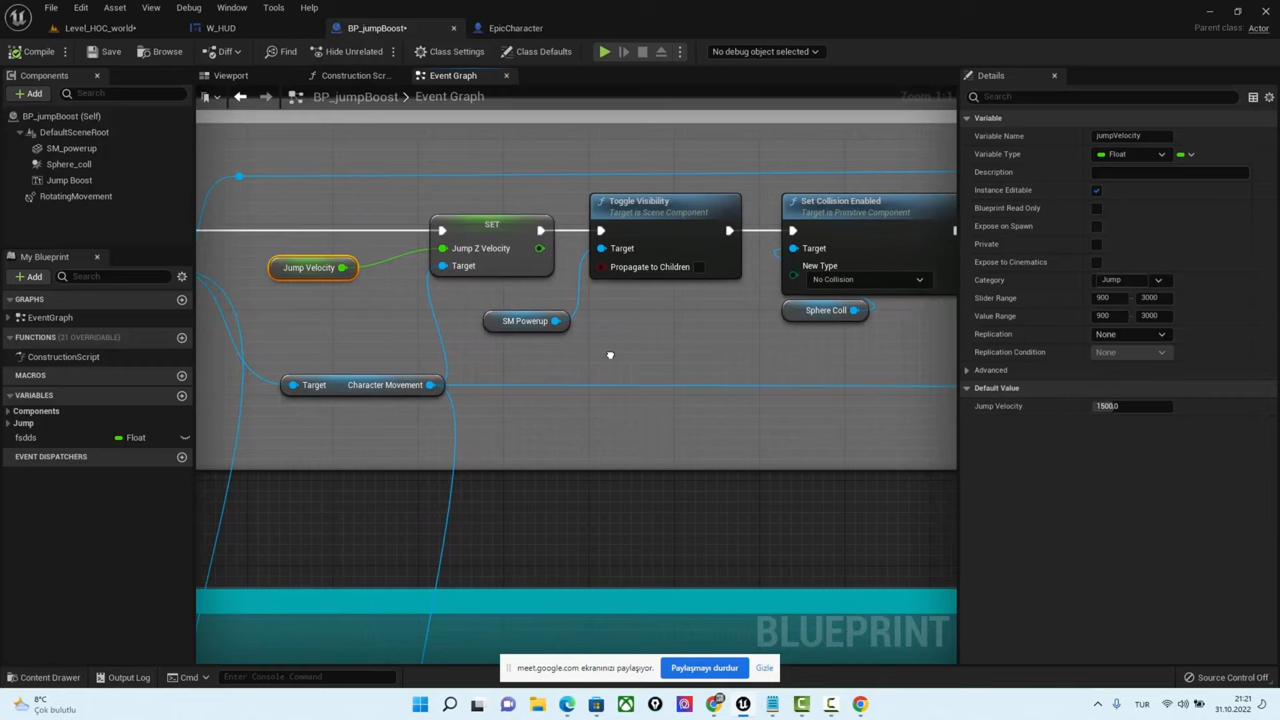 File Edit Asset View Debug Window Tools Help
Level_HOC_world* W_HUD BP_jumpBoost* EpicCharacter Parent class: Actor
Compile Save Browse Diff Find Hide Unrelated Class Settings Class Defaults No debug object selected
Components Viewport Construction Scr... Event Graph Details
Add Search BP_jumpBoost Event Graph Zoom 1:1 Search
BP_jumpBoost (Self)
DefaultSceneRoot
SM_powerup
Sphere_coll
Jump Boost
RotatingMovement
My Blueprint
Add Search
GRAPHS
EventGraph
FUNCTIONS (21 OVERRIDABLE)
ConstructionScript
MACROS
VARIABLES
Components
Jump
fsdds Float
EVENT DISPATCHERS
Jump Velocity
SET
Jump Z Velocity
Target
Toggle Visibility
Target is Scene Component
Target
Propagate to Children
Set Collision Enabled
Target is Primitive Component
Target
New Type
No Collision
SM Powerup
Sphere Coll
Target Character Movement
BLUEPRINT
Variable
Variable Name jumpVelocity
Variable Type Float
Description
Instance Editable
Blueprint Read Only
Expose on Spawn
Private
Expose to Cinematics
Category Jump
Slider Range 900 3000
Value Range 900 3000
Replication None
Replication Condition None
Advanced
Default Value
Jump Velocity 1500.0
meet.google.com ekranınızı paylaşıyor. Paylaşmayı durdur Gizle
Content Drawer Output Log Cmd Enter Console Command Source Control Off
8°C
Çok bulutlu
TUR
21:21
31.10.2022